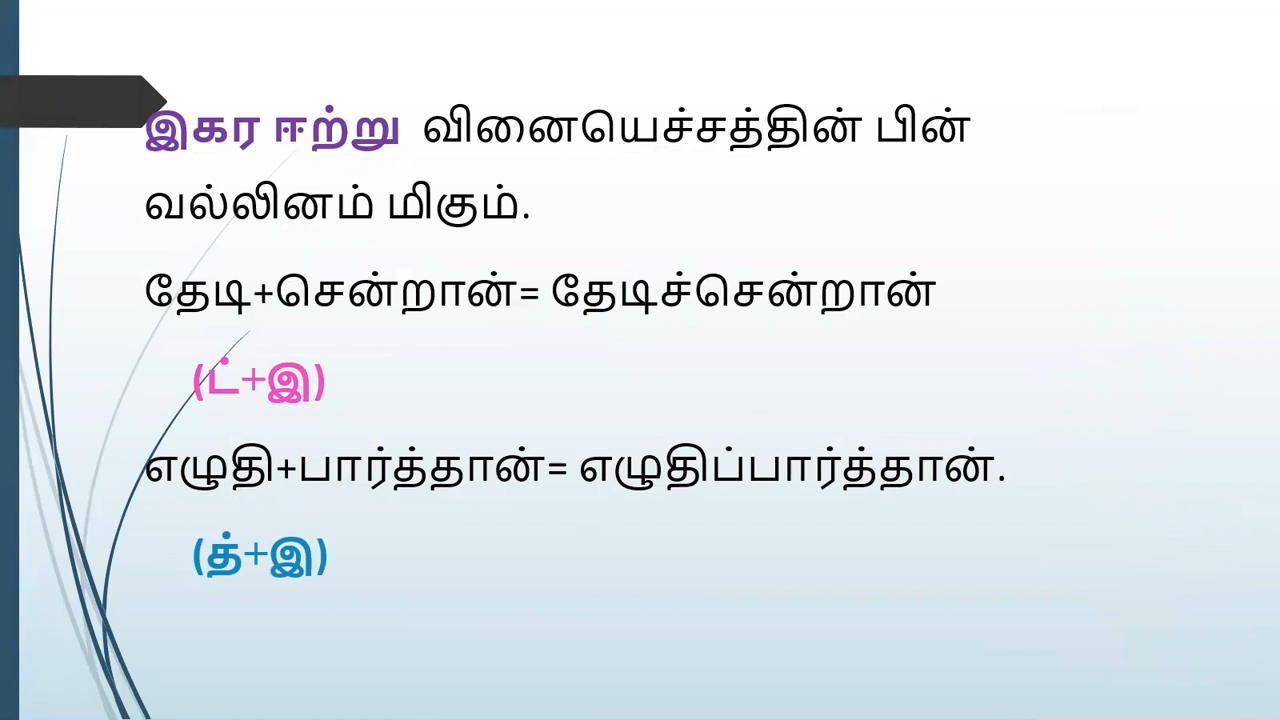 இகர ஈற்று வினையெச்சத்தின் பின்
வல்லினம் மிகும்.
தேடி+சென்றான்= தேடிச்சென்றான்
(ட்+இ)
எழுதி+பார்த்தான்= எழுதிப்பார்த்தான்.
(த்+இ)